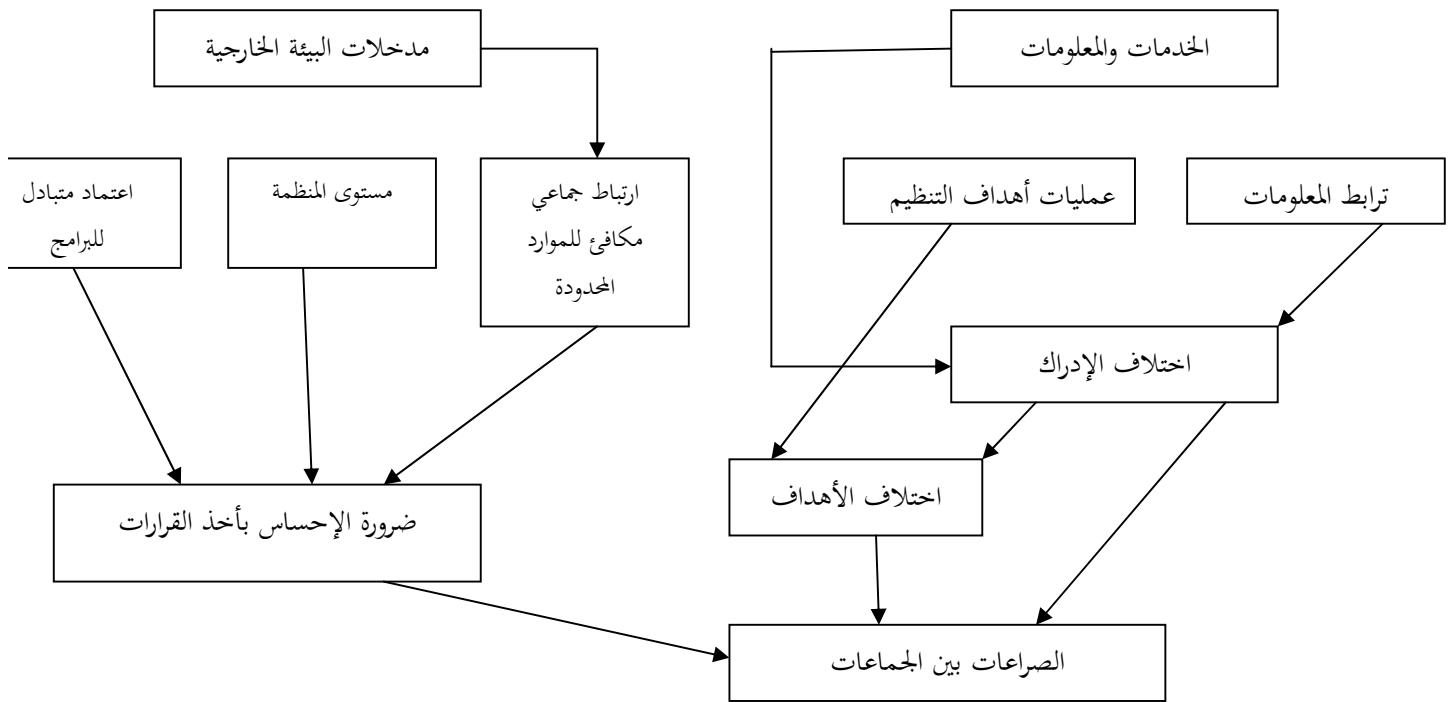 الخدمات والمعلومات
مدخلات البيئة الخارجية
ترابط المعلومات
عمليات أهداف التنظيم
ارتباط جماعي
مكافئ للموارد
المحدودة
مستوى المنظمة
اعتماد متبادل
للبرامج
اختلاف الإدراك
اختلاف الأهداف
ضرورة الإحساس بأخذ القرارات
الصراعات بين الجماعات